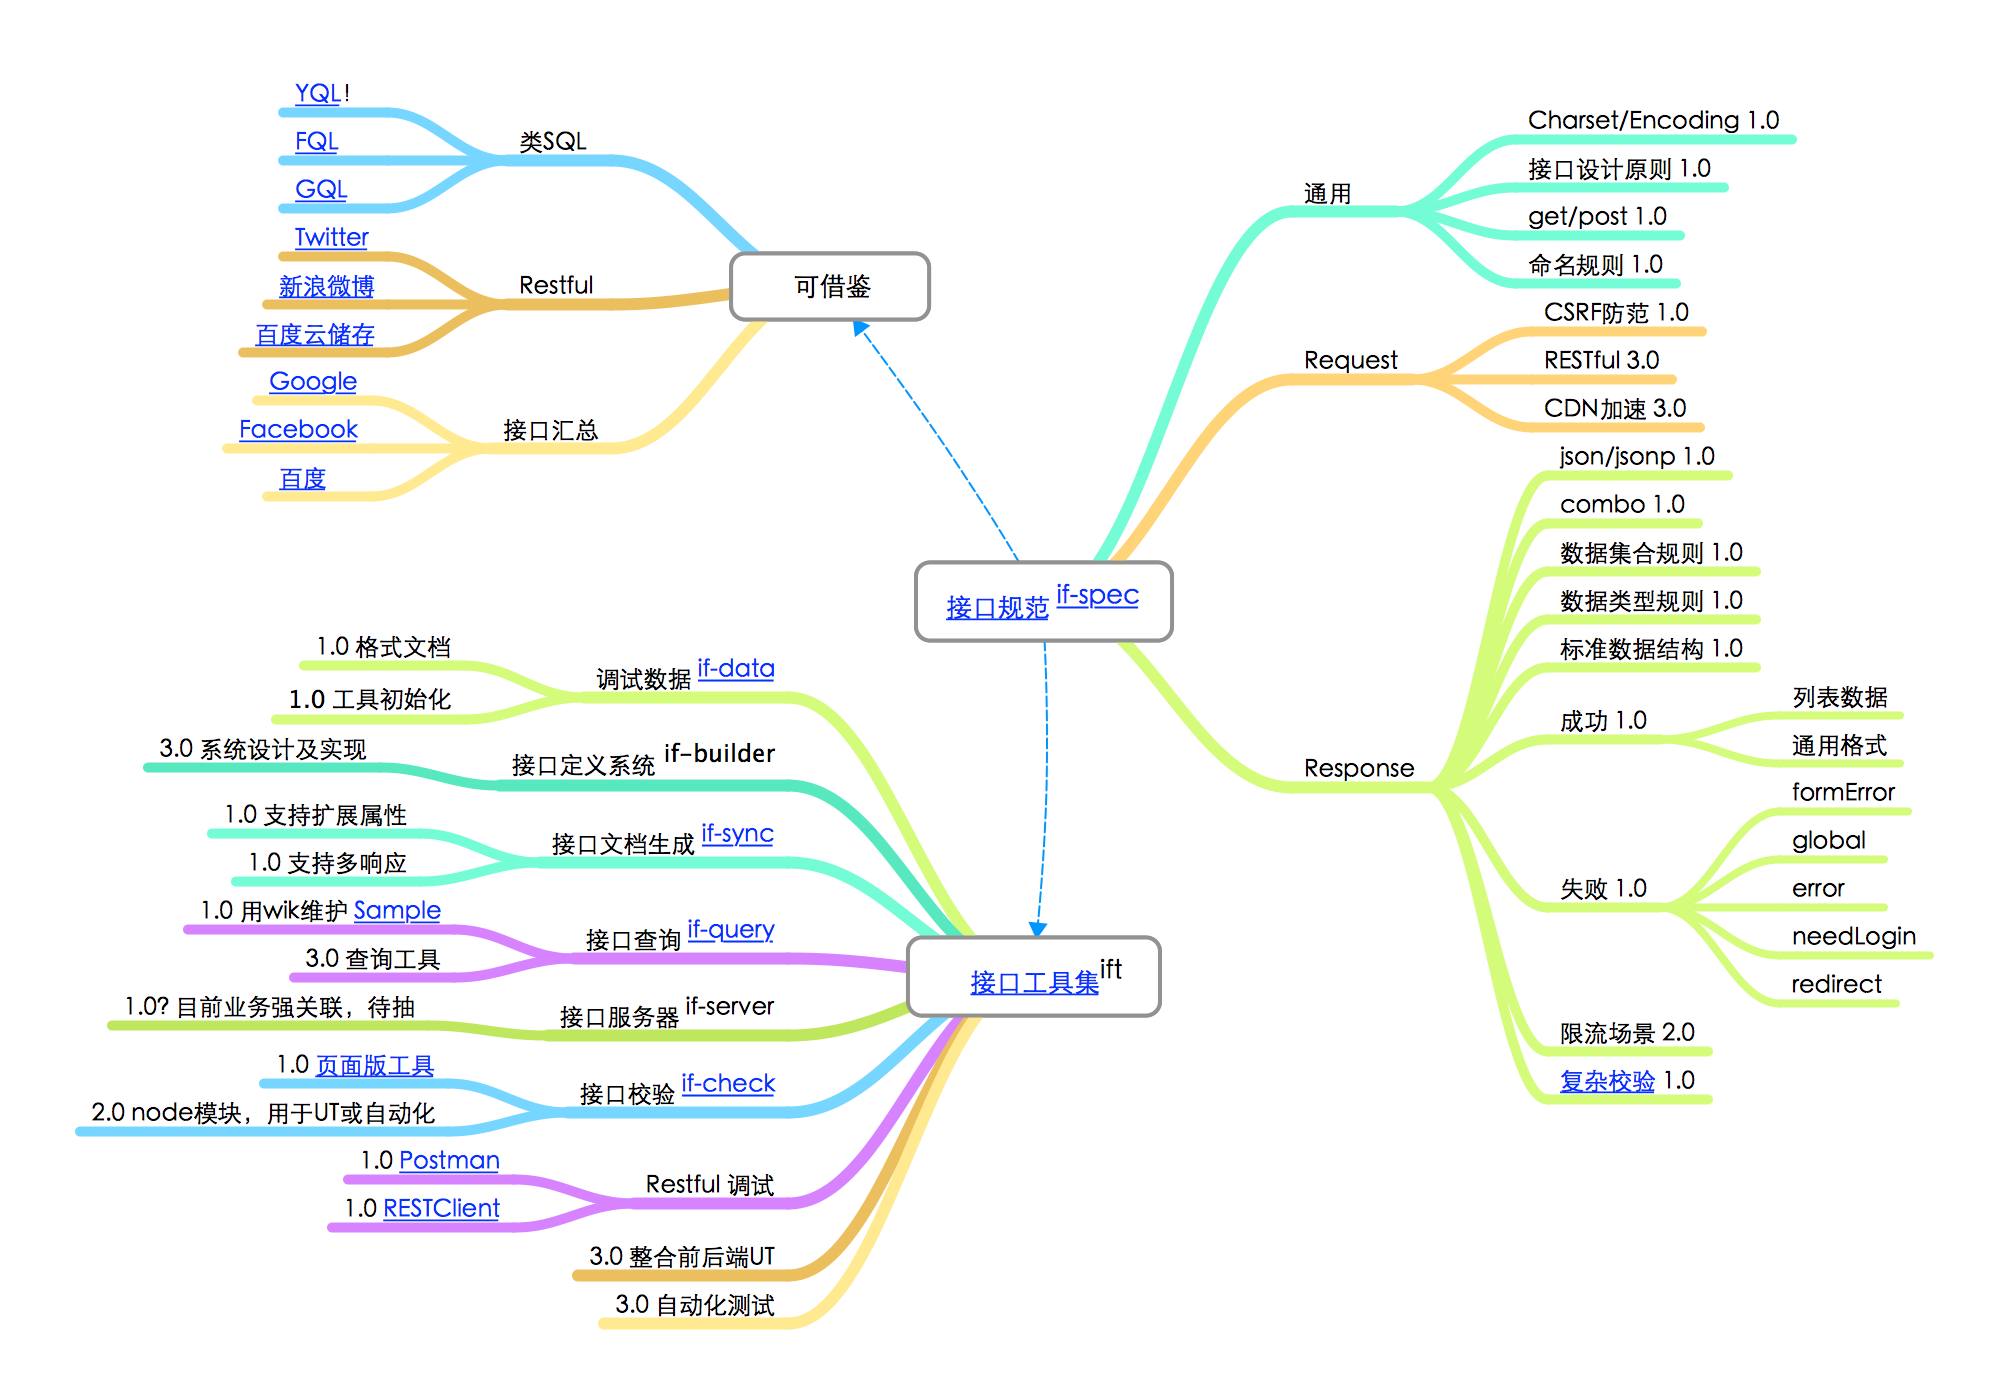 YQL!
FQL
GQL
类SQL
Twitter
新浪微博
百度云储存
Restful
Google
Facebook
百度
接口汇总
可借鉴
Charset/Encoding 1.0
接口设计原则 1.0
get/post 1.0
命名规则 1.0
通用
CSRF防范 1.0
RESTful 3.0
CDN加速 3.0
Request
接口规范 if-spec
json/jsonp 1.0
combo 1.0
数据集合规则 1.0
数据类型规则 1.0
标准数据结构 1.0
成功 1.0
列表数据
通用格式
Response
失败 1.0
formError
global
error
needLogin
redirect
限流场景 2.0
复杂校验 1.0
1.0 格式文档
1.0 工具初始化
调试数据 if-data
3.0 系统设计及实现
接口定义系统 if-builder
1.0 支持扩展属性
1.0 支持多响应
接口文档生成 if-sync
1.0 用wik维护 Sample
3.0 查询工具
接口查询 if-query
接口工具集 ift
1.0? 目前业务强关联，待抽
接口服务器 if-server
1.0 页面版工具
2.0 node模块，用于UT或自动化
接口校验 if-check
1.0 Postman
1.0 RESTClient
Restful 调试
3.0 整合前后端UT
3.0 自动化测试